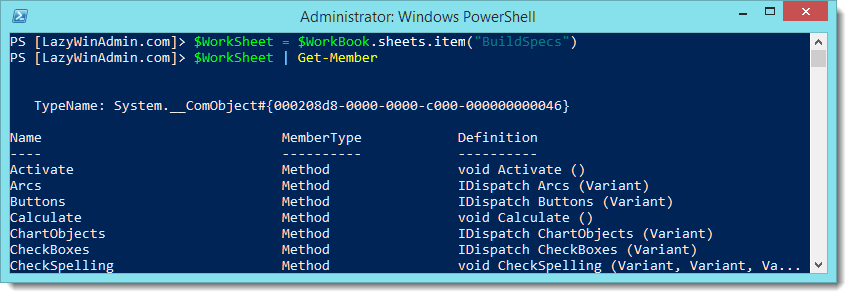 Administrator: Windows PowerShell
PS [LazyWinAdmin.com]> $WorkSheet = $WorkBook.sheets.item("BuildSpecs")
PS [LazyWinAdmin.com]> $WorkSheet | Get-Member
TypeName: System.__ComObject#{000208d8-0000-0000-c000-000000000046}
Name MemberType Definition
---- ---------- ----------
Activate Method void Activate ()
Arcs Method IDispatch Arcs (Variant)
Buttons Method IDispatch Buttons (Variant)
Calculate Method void Calculate ()
ChartObjects Method IDispatch ChartObjects (Variant)
CheckBoxes Method IDispatch CheckBoxes (Variant)
CheckSpelling Method void CheckSpelling (Variant, Variant, Va...